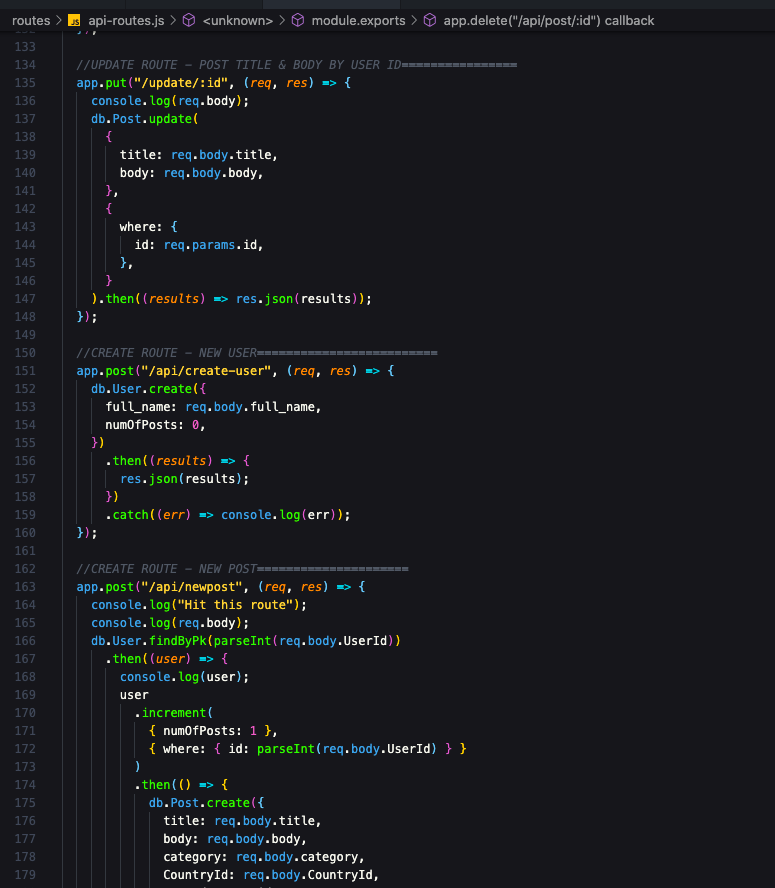 routes > JS api-routes.js > <unknown> > module.exports > app.delete("/api/post/:id") callback
132 });
133
134 //UPDATE ROUTE – POST TITLE & BODY BY USER ID================
135 app.put("/update/:id", (req, res) => {
136   console.log(req.body);
137   db.Post.update(
138     {
139       title: req.body.title,
140       body: req.body.body,
141     },
142     {
143       where: {
144         id: req.params.id,
145       },
146     }
147   ).then((results) => res.json(results));
148 });
149
150 //CREATE ROUTE – NEW USER=========================
151 app.post("/api/create-user", (req, res) => {
152   db.User.create({
153     full_name: req.body.full_name,
154     numOfPosts: 0,
155   })
156     .then((results) => {
157       res.json(results);
158     })
159     .catch((err) => console.log(err));
160 });
161
162 //CREATE ROUTE – NEW POST=====================
163 app.post("/api/newpost", (req, res) => {
164   console.log("Hit this route");
165   console.log(req.body);
166   db.User.findByPk(parseInt(req.body.UserId))
167     .then((user) => {
168       console.log(user);
169       user
170         .increment(
171           { numOfPosts: 1 },
172           { where: { id: parseInt(req.body.UserId) } }
173         )
174         .then(() => {
175           db.Post.create({
176             title: req.body.title,
177             body: req.body.body,
178             category: req.body.category,
179             CountryId: req.body.CountryId,